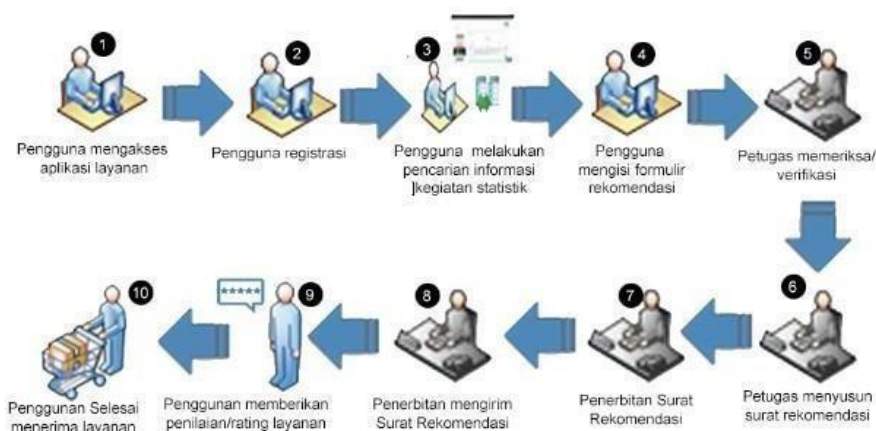 1
Pengguna mengakses
aplikasi layanan
2
Pengguna registrasi
3
Pengguna melakukan
pencarian informasi
]kegiatan statistik
4
Pengguna
mengisi formulir
rekomendasi
5
Petugas memeriksa/
verifikasi
6
Petugas menyusun
surat rekomendasi
7
Penerbitan Surat
Rekomendasi
8
Penerbitan mengirim
Surat Rekomendasi
*****
9
Penggunan memberikan
penilaian/rating layanan
10
Penggunan Selesai
menerima layanan